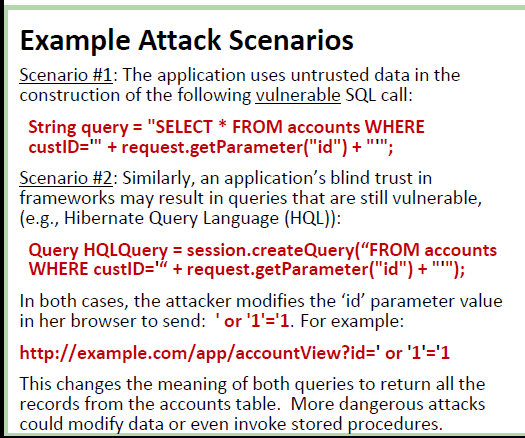 Example Attack Scenarios
Scenario #1: The application uses untrusted data in the
construction of the following vulnerable SQL call:
String query = "SELECT * FROM accounts WHERE
custID='" + request.getParameter("id") + "'";
Scenario #2: Similarly, an application’s blind trust in
frameworks may result in queries that are still vulnerable,
(e.g., Hibernate Query Language (HQL)):
Query HQLQuery = session.createQuery(“FROM accounts
WHERE custID='“ + request.getParameter("id") + "'");
In both cases, the attacker modifies the ‘id’ parameter value
in her browser to send: ' or '1'='1. For example:
http://example.com/app/accountView?id=' or '1'='1
This changes the meaning of both queries to return all the
records from the accounts table. More dangerous attacks
could modify data or even invoke stored procedures.